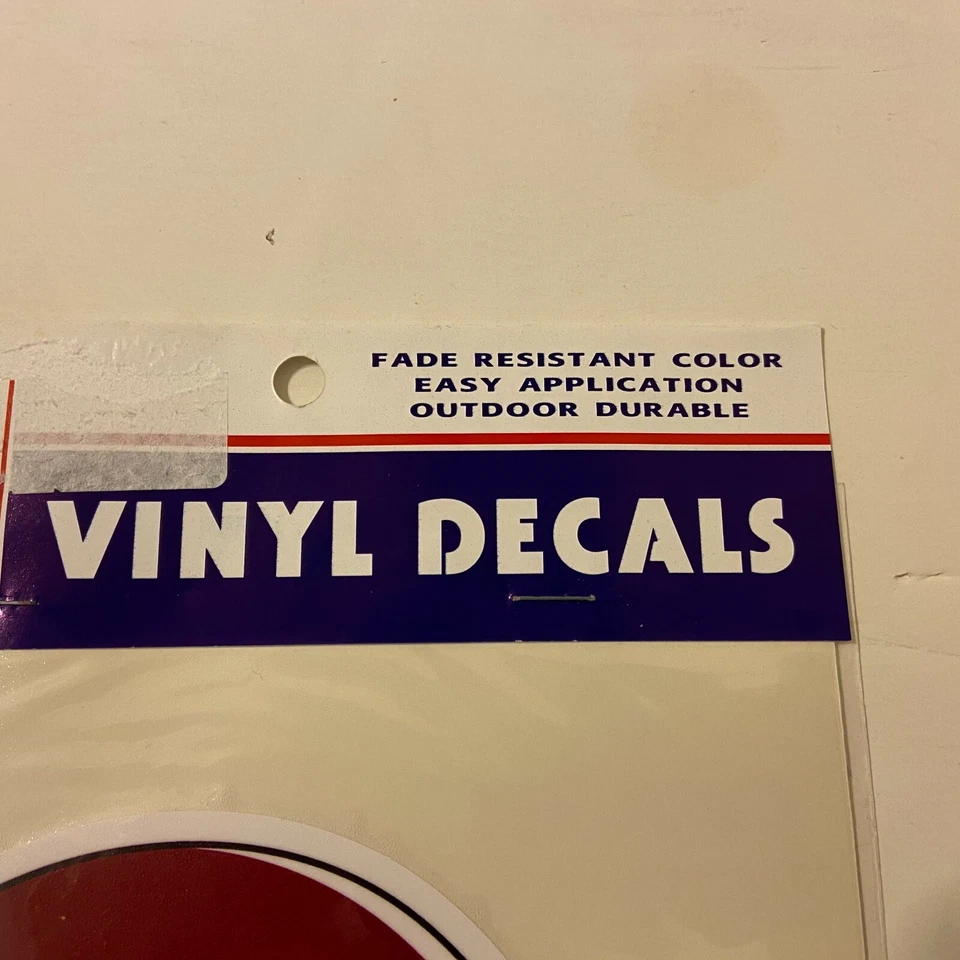 FADE RESISTANT COLOR
EASY APPLICATION
OUTDOOR DURABLE
VINYL DECALS